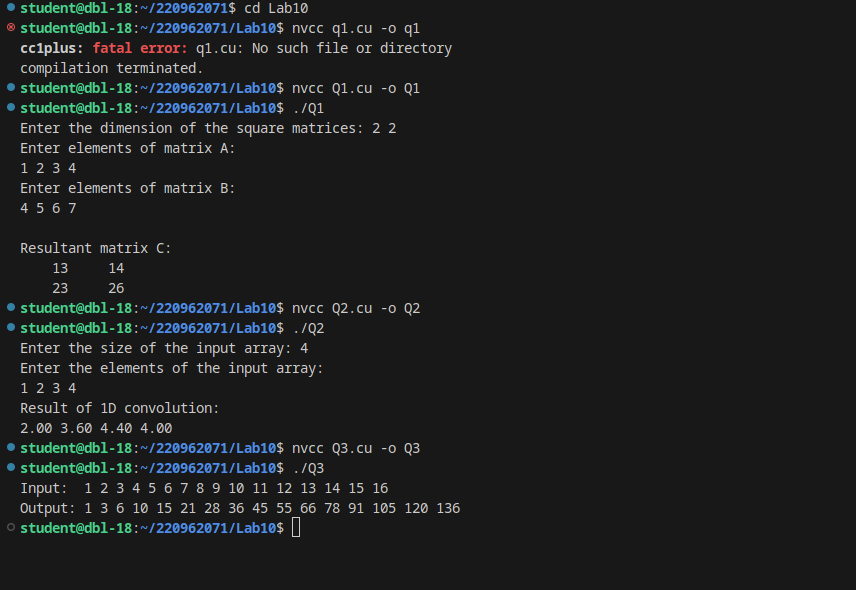 student@dbl-18:~/220962071$ cd Lab10
student@dbl-18:~/220962071/Lab10$ nvcc q1.cu -o q1
cc1plus: fatal error: q1.cu: No such file or directory
compilation terminated.
student@dbl-18:~/220962071/Lab10$ nvcc Q1.cu -o Q1
student@dbl-18:~/220962071/Lab10$ ./Q1
Enter the dimension of the square matrices: 2 2
Enter elements of matrix A:
1 2 3 4
Enter elements of matrix B:
4 5 6 7

Resultant matrix C:
    13     14
    23     26
student@dbl-18:~/220962071/Lab10$ nvcc Q2.cu -o Q2
student@dbl-18:~/220962071/Lab10$ ./Q2
Enter the size of the input array: 4
Enter the elements of the input array:
1 2 3 4
Result of 1D convolution:
2.00 3.60 4.40 4.00
student@dbl-18:~/220962071/Lab10$ nvcc Q3.cu -o Q3
student@dbl-18:~/220962071/Lab10$ ./Q3
Input:  1 2 3 4 5 6 7 8 9 10 11 12 13 14 15 16
Output: 1 3 6 10 15 21 28 36 45 55 66 78 91 105 120 136
student@dbl-18:~/220962071/Lab10$